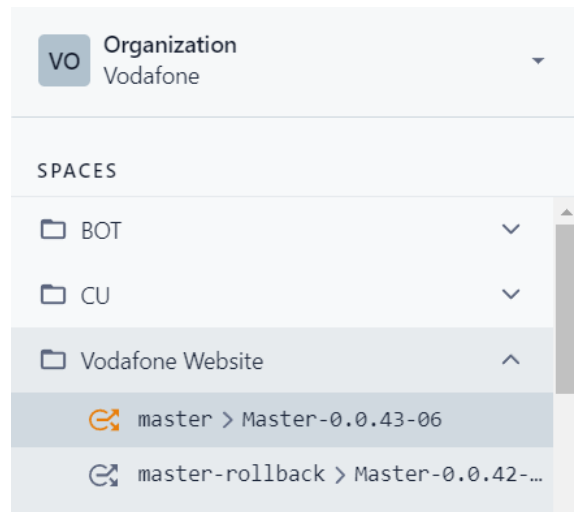 VO
Organization
Vodafone
SPACES
BOT
CU
Vodafone Website
master > Master-0.0.43-06
master-rollback > Master-0.0.42-…